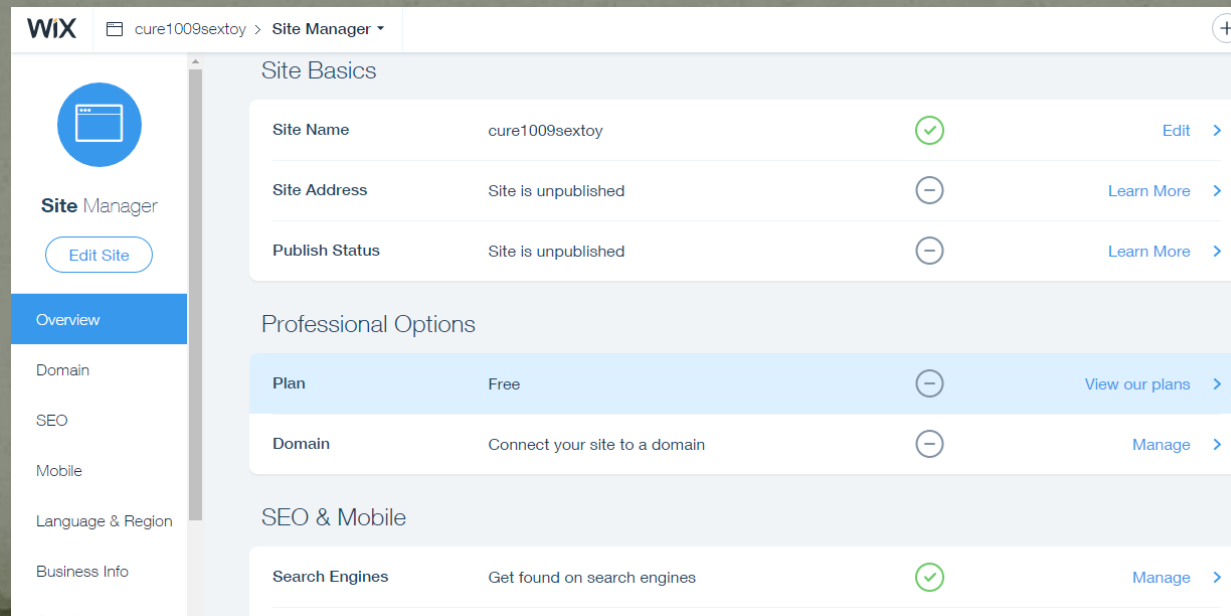 WiX cure1009sextoy > Site Manager
Site Manager
Edit Site
Overview
Domain
SEO
Mobile
Language & Region
Business Info
Site Basics
Site Name cure1009sextoy Edit
Site Address Site is unpublished Learn More
Publish Status Site is unpublished Learn More
Professional Options
Plan Free View our plans
Domain Connect your site to a domain Manage
SEO & Mobile
Search Engines Get found on search engines Manage